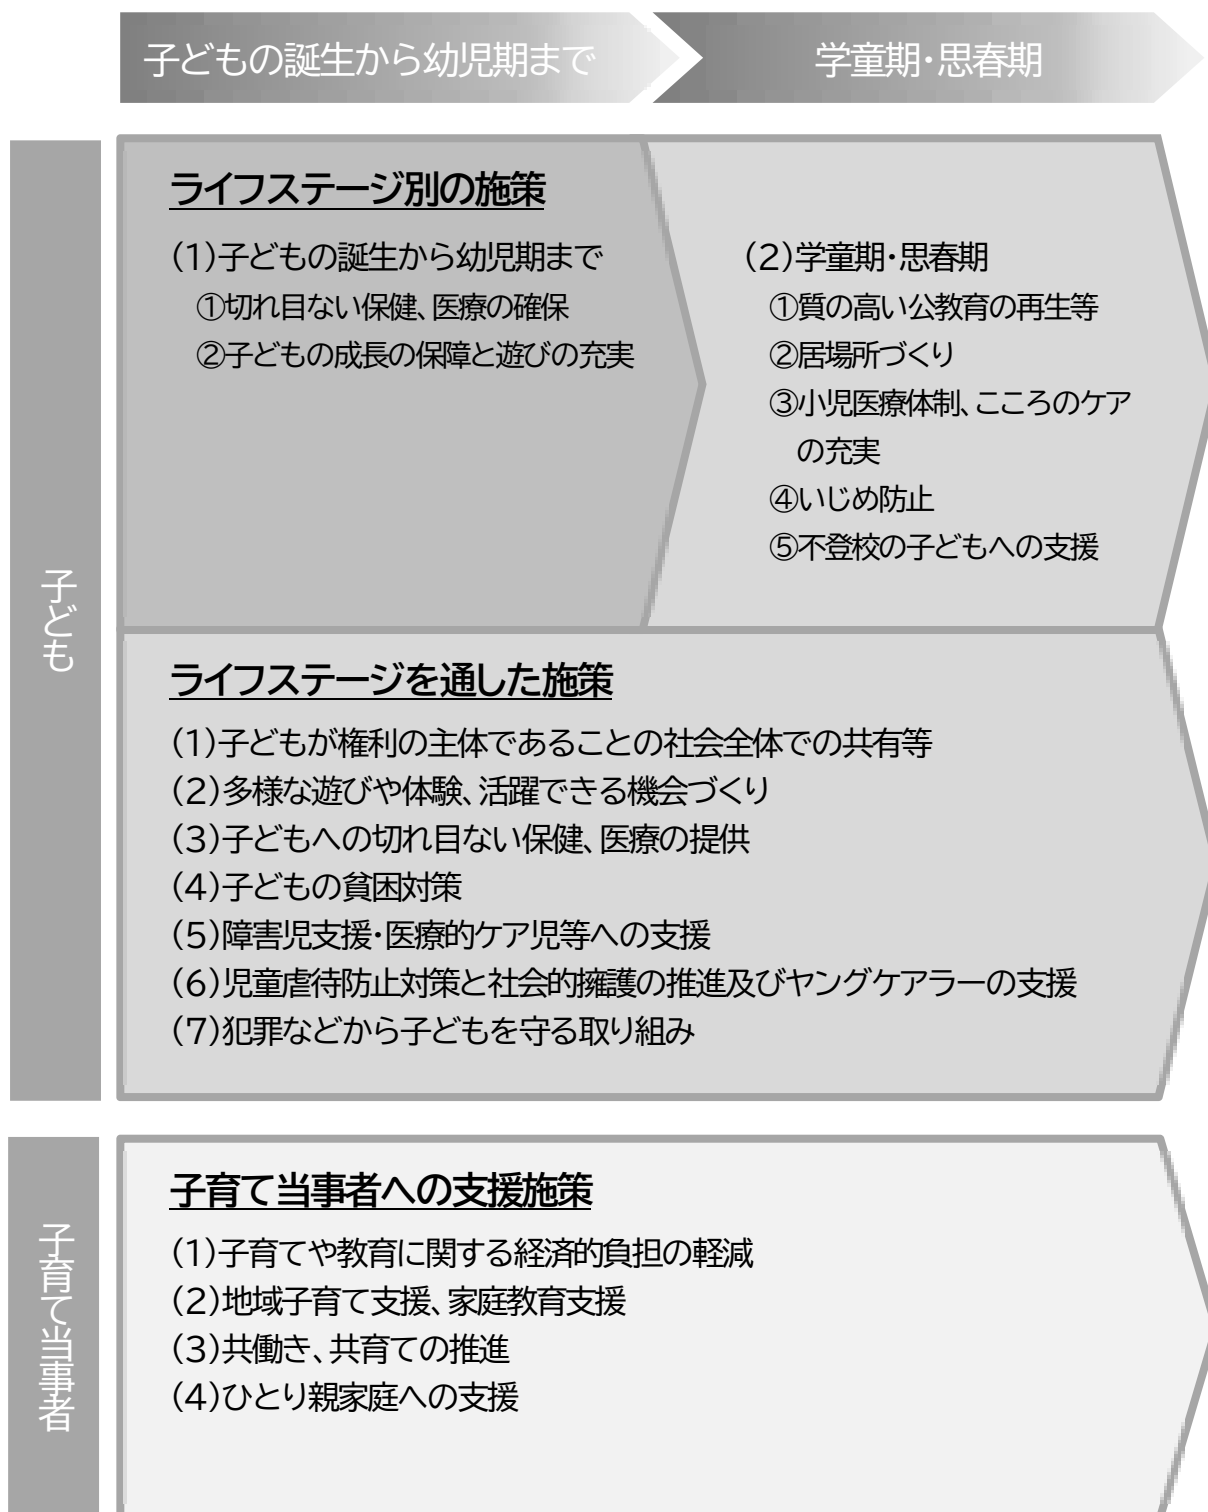 子どもの誕生から幼児期まで
学童期・思春期
子ども
ライフステージ別の施策
(1)子どもの誕生から幼児期まで
①切れ目ない保健、医療の確保
②子どもの成長の保障と遊びの充実
(2)学童期・思春期
①質の高い公教育の再生等
②居場所づくり
③小児医療体制、こころのケア
の充実
④いじめ防止
⑤不登校の子どもへの支援
ライフステージを通した施策
(1)子どもが権利の主体であることの社会全体での共有等
(2)多様な遊びや体験、活躍できる機会づくり
(3)子どもへの切れ目ない保健、医療の提供
(4)子どもの貧困対策
(5)障害児支援・医療的ケア児等への支援
(6)児童虐待防止対策と社会的擁護の推進及びヤングケアラーの支援
(7)犯罪などから子どもを守る取り組み
子育て当事者
子育て当事者への支援施策
(1)子育てや教育に関する経済的負担の軽減
(2)地域子育て支援、家庭教育支援
(3)共働き、共育ての推進
(4)ひとり親家庭への支援